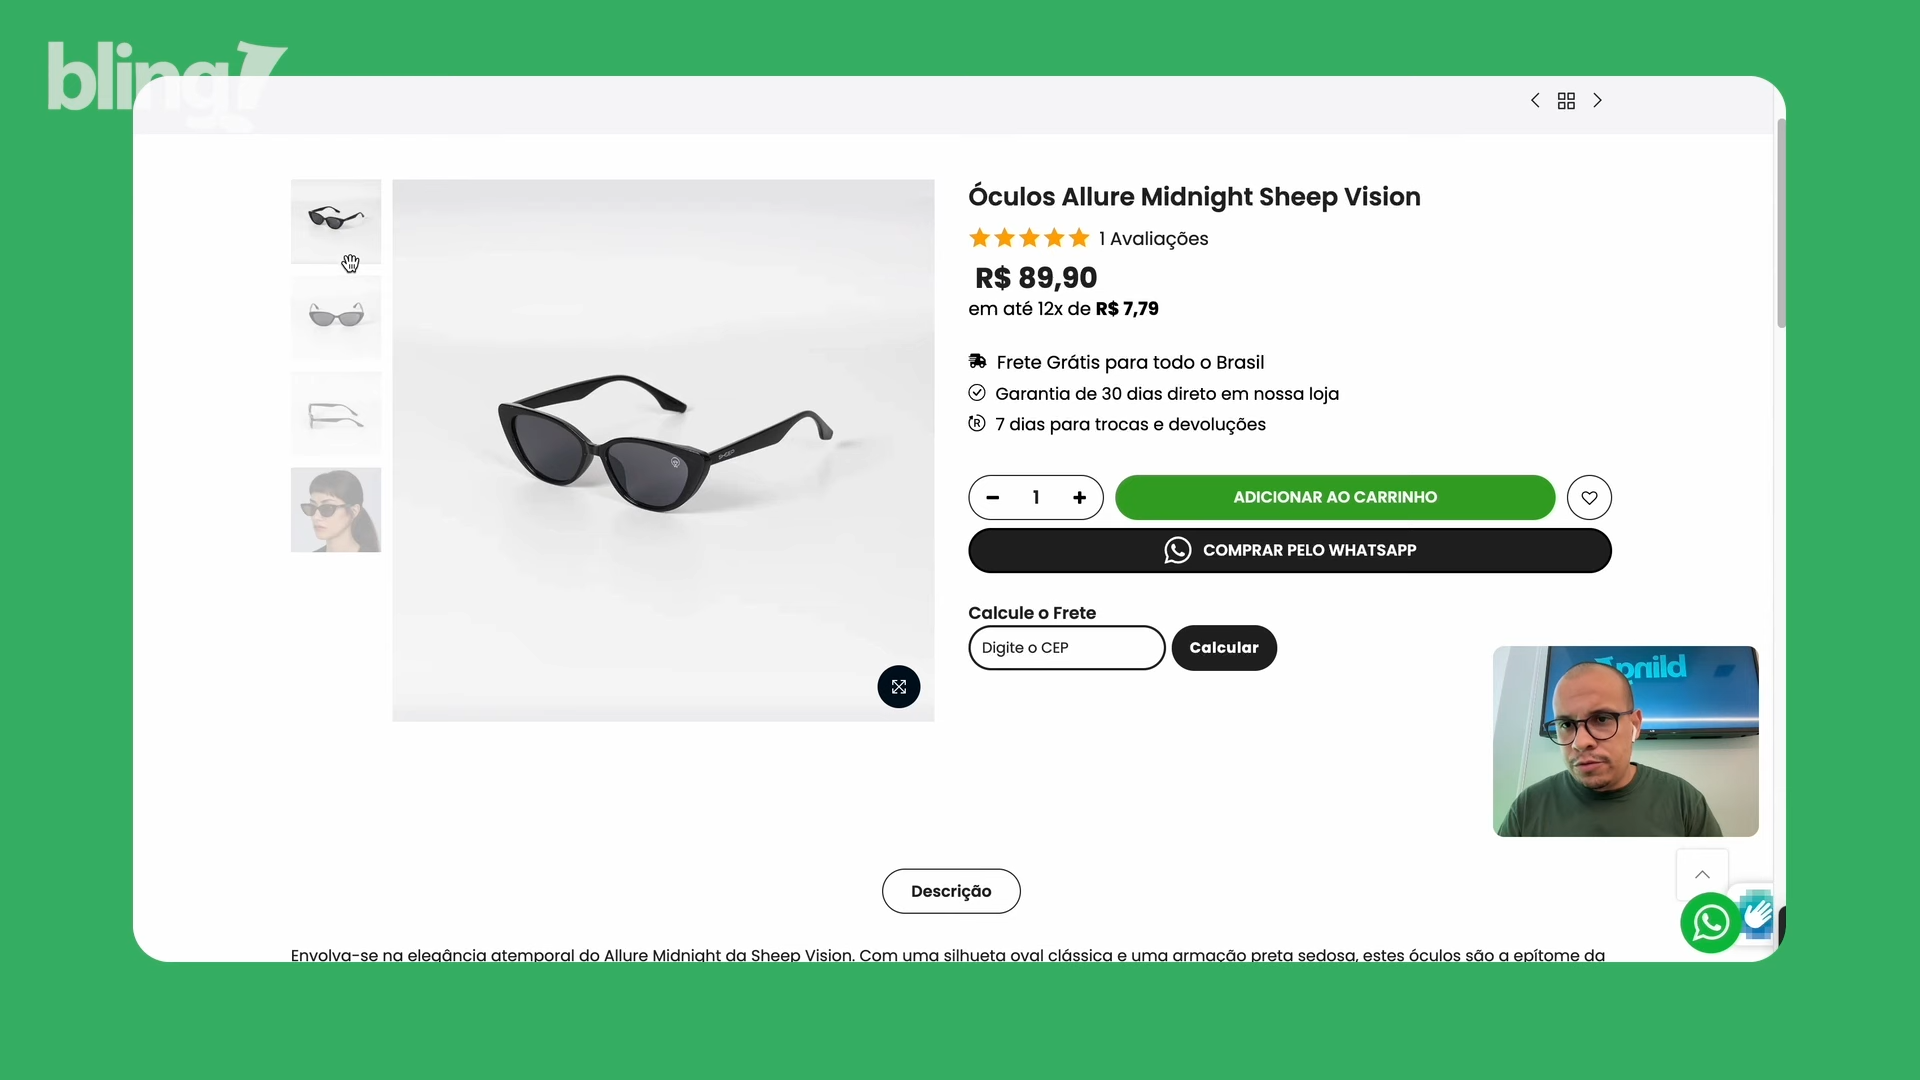 bling
Óculos Allure Midnight Sheep Vision
1 Avaliações
R$ 89,90
em até 12x de R$ 7,79
Frete Grátis para todo o Brasil
Garantia de 30 dias direto em nossa loja
7 dias para trocas e devoluções
1
ADICIONAR AO CARRINHO
COMPRAR PELO WHATSAPP
Calcule o Frete
Digite o CEP
Calcular
Descrição
Envolva-se na elegância atemporal do Allure Midnight da Sheep Vision. Com uma silhueta oval clássica e uma armação preta sedosa, estes óculos são a epítome da